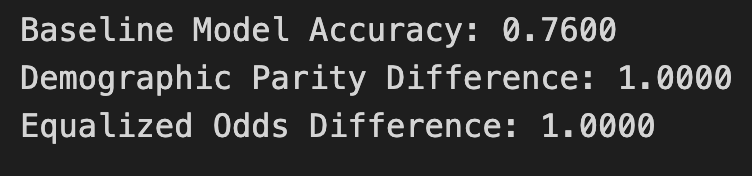 Baseline Model Accuracy: 0.7600
Demographic Parity Difference: 1.0000
Equalized Odds Difference: 1.0000